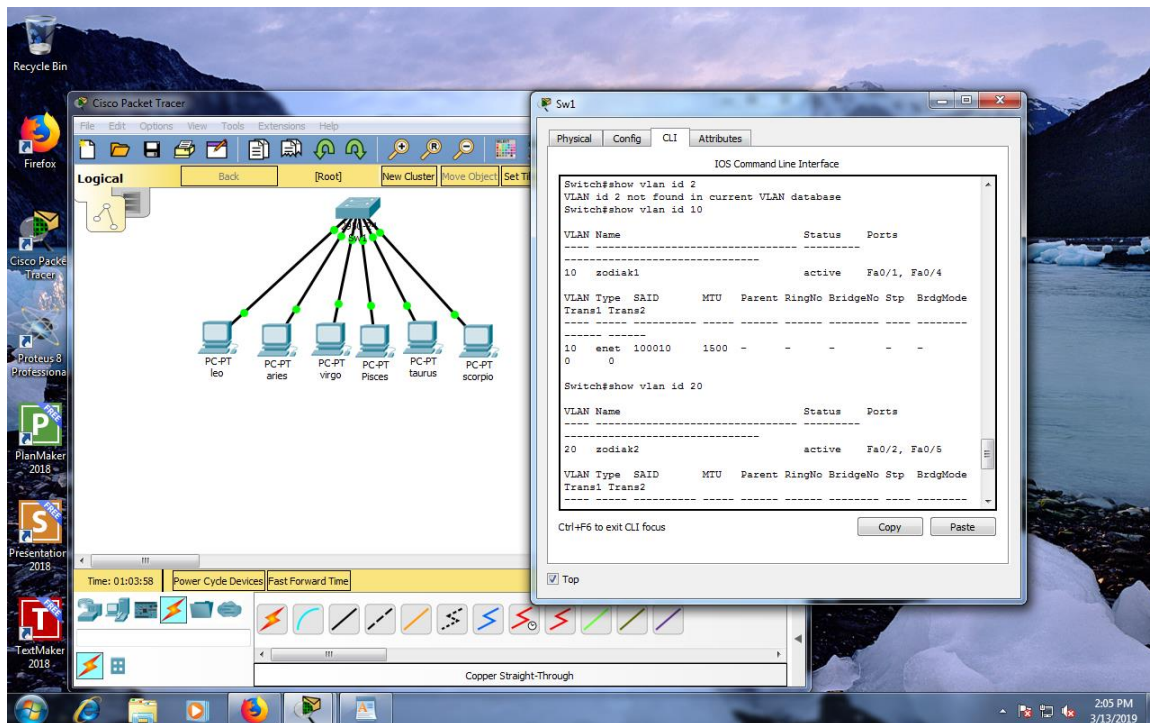 Recycle Bin
Firefox
Cisco Packe
Tracer
Proteus 8
Professiona
FREE
PlanMaker
2018
FREE
Presentation
2018
FREE
TextMaker
2018
Cisco Packet Tracer
File Edit Options View Tools Extensions Help
Logical
Back
[Root]
New Cluster
Move Object
Set Til
Sw1
PC-PT
leo
PC-PT
aries
PC-PT
virgo
PC-PT
Pisces
PC-PT
taurus
PC-PT
scorpio
Time: 01:03:58
Power Cycle Devices
Fast Forward Time
Copper Straight-Through
Sw1
Physical Config CLI Attributes
IOS Command Line Interface
Switch#show vlan id 2
VLAN id 2 not found in current VLAN database
Switch#show vlan id 10
VLAN Name Status Ports
---- -------------------------------- ---------
-------------------------------
10 zodiak1 active Fa0/1, Fa0/4
VLAN Type SAID MTU Parent RingNo BridgeNo Stp BrdgMode
Trans1 Trans2
---- ----- ---------- ----- ------ ------ -------- ---- --------
------ ------
10 enet 100010 1500 - - - - -
0 0
Switch#show vlan id 20
VLAN Name Status Ports
---- -------------------------------- ---------
-------------------------------
20 zodiak2 active Fa0/2, Fa0/5
VLAN Type SAID MTU Parent RingNo BridgeNo Stp BrdgMode
Trans1 Trans2
---- ----- ---------- ----- ------ ------ -------- ---- --------
Ctrl+F6 to exit CLI focus
Copy
Paste
Top
2:05 PM
3/13/2019